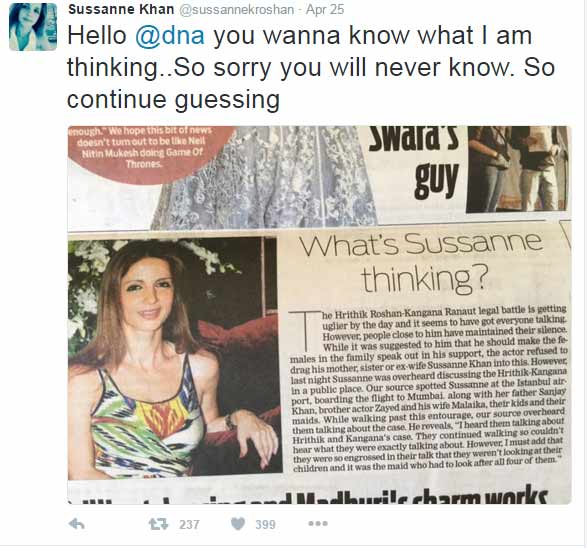 Sussanne Khan @sussannekroshan · Apr 25
Hello @dna you wanna know what I am
thinking..So sorry you will never know. So
continue guessing
enough." We hope this bit of news
doesn't turn out to be like Neil
Nitin Mukesh doing Game Of
Thrones.
Swara's
guy
What's Sussanne
thinking?
The Hrithik Roshan-Kangana Ranaut legal battle is getting
uglier by the day and it seems to have got everyone talking.
However, people close to him have maintained their silence.
While it was suggested to him that he should make the fe-
males in the family speak out in his support, the actor refused to
drag his mother, sister or ex-wife Sussanne Khan into this. However,
last night Sussanne was overheard discussing the Hrithik-Kangana
in a public place. Our source spotted Sussanne at the Istanbul air-
port, boarding the flight to Mumbai, along with her father Sanjay
Khan, brother actor Zayed and his wife Malaika, their kids and their
maids. While walking past this entourage, our source overheard
them talking about the case. He reveals, "I heard them talking about
Hrithik and Kangana's case. They continued walking so couldn't
hear what they were exactly talking about. However, I must add that
they were so engrossed in their talk that they weren't looking at their
children and it was the maid who had to look after all four of them."
and Madhuri's charm works
237 399